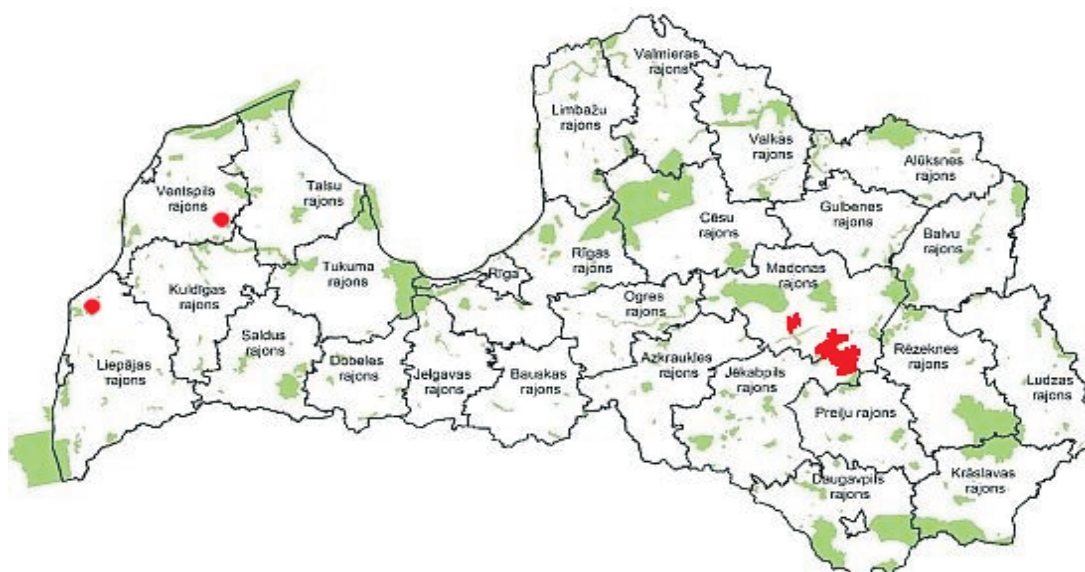 Valmieras
rajons
Limbažu
rajons
Valkas
rajons
Alūksnes
rajons
Ventspils
rajons
Talsu
rajons
Cēsu
rajons
Gulbenes
rajons
Balvu
rajons
Rīgas
rajons
Rīga
Tukuma
rajons
Madonas
rajons
Kuldīgas
rajons
Ogres
rajons
Saldus
rajons
Rēzeknes
rajons
Liepājas
rajons
Dobeles
rajons
Jelgavas
rajons
Bauskas
rajons
Azkraukles
rajons
Jēkabpils
rajons
Ludzas
rajons
Preiļu rajons
Daugavpils
rajons
Krāslavas
rajons